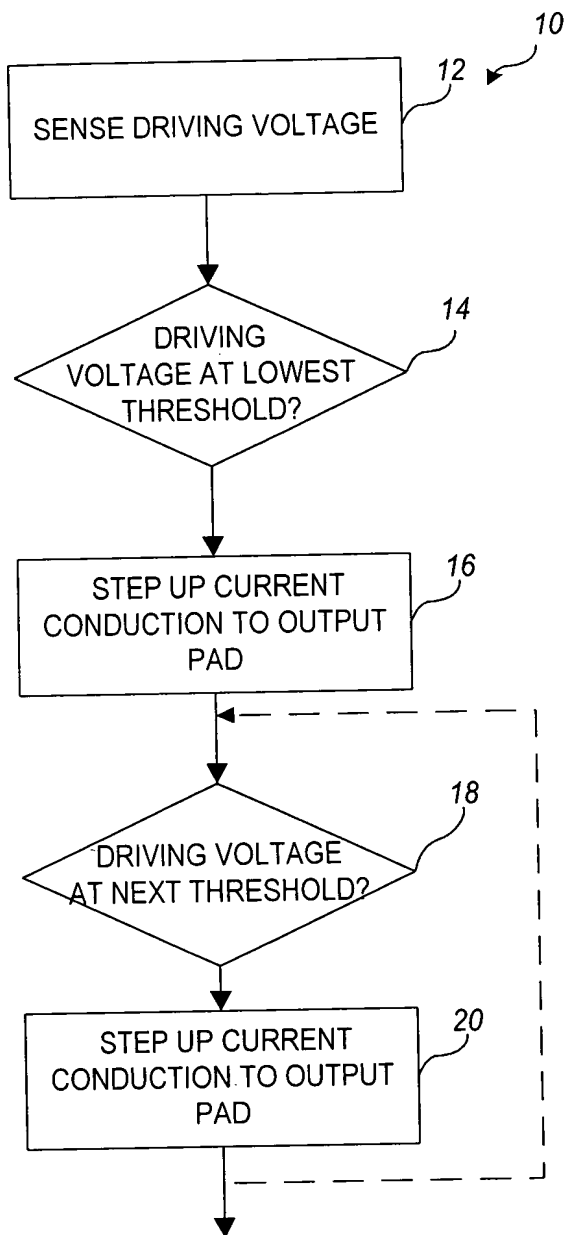 10
12
SENSE DRIVING VOLTAGE
14
DRIVING
VOLTAGE AT LOWEST
THRESHOLD?
16
STEP UP CURRENT
CONDUCTION TO OUTPUT
PAD
18
DRIVING VOLTAGE
AT NEXT THRESHOLD?
20
STEP UP CURRENT
CONDUCTION TO OUTPUT
PAD